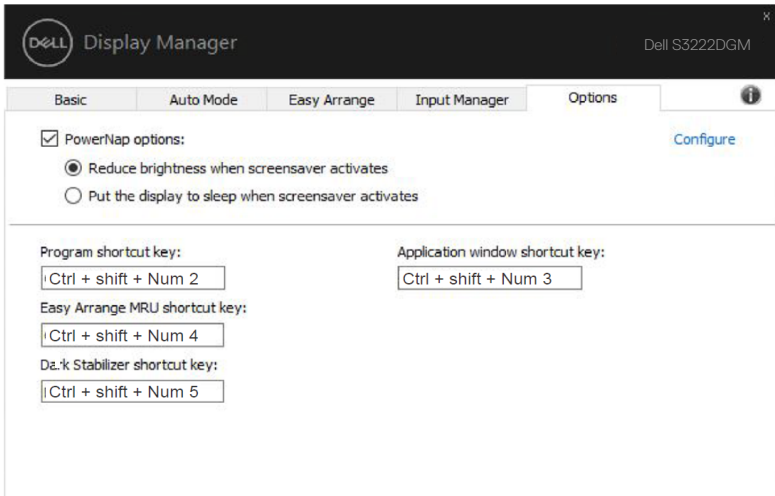 DELL Display Manager
Dell S3222DGM
x
Basic Auto Mode Easy Arrange Input Manager Options
PowerNap options: Configure
Reduce brightness when screensaver activates
Put the display to sleep when screensaver activates
Program shortcut key: Application window shortcut key:
Ctrl + shift + Num 2 Ctrl + shift + Num 3
Easy Arrange MRU shortcut key:
Ctrl + shift + Num 4
Dark Stabilizer shortcut key:
Ctrl + shift + Num 5